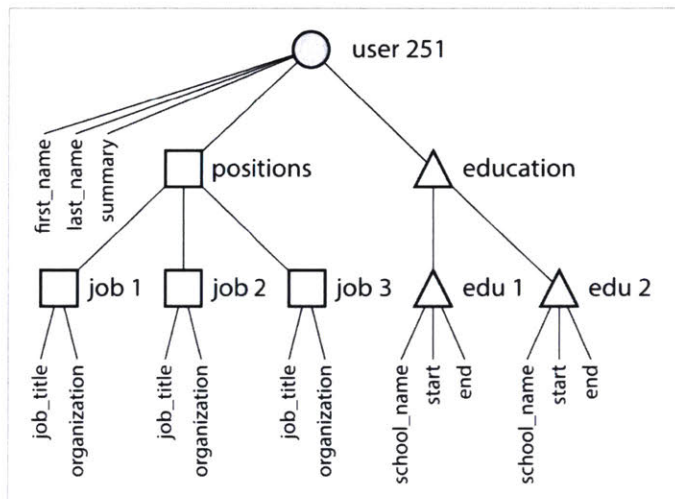 user 251
first_name
last_name
summary
positions
education
job 1
job 2
job 3
edu 1
edu 2
job_title
organization
job_title
organization
job_title
organization
school_name
start
end
school_name
start
end